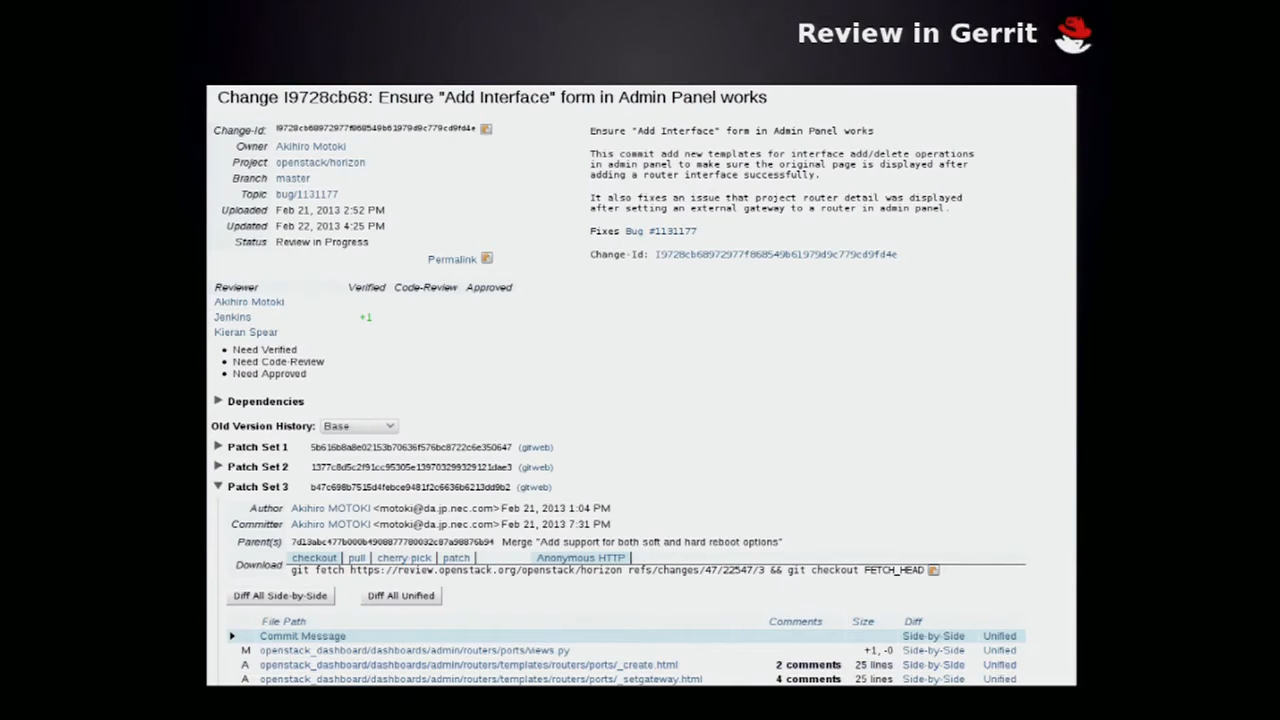 Review in Gerrit
Change I9728cb68: Ensure "Add Interface" form in Admin Panel works
Change-Id: I9728cb68972977f868549b61979d9c779cd9fd4e
Owner Akihiro Motoki
Project openstack/horizon
Branch master
Topic bug/1131177
Uploaded Feb 21, 2013 2:52 PM
Updated Feb 22, 2013 4:25 PM
Status Review in Progress
Permalink
Ensure "Add Interface" form in Admin Panel works
This commit add new templates for interface add/delete operations
in admin panel to make sure the original page is displayed after
adding a router interface successfully.
It also fixes an issue that project router detail was displayed
after setting an external gateway to a router in admin panel.
Fixes Bug #1131177
Change-Id: I9728cb68972977f868549b61979d9c779cd9fd4e
Reviewer Verified Code-Review Approved
Akihiro Motoki
Jenkins +1
Kieran Spear
• Need Verified
• Need Code-Review
• Need Approved
Dependencies
Old Version History: Base
Patch Set 1 5b616b8a8e02153b70636f576bc8722c6e350647 (gitweb)
Patch Set 2 1377c8d5c2f91cc95305e139703299329121dae3 (gitweb)
Patch Set 3 b47c698b7515d4febce9481f2c6636b6213dd9b2 (gitweb)
Author Akihiro MOTOKI <motoki@da.jp.nec.com> Feb 21, 2013 1:04 PM
Committer Akihiro MOTOKI <motoki@da.jp.nec.com> Feb 21, 2013 7:31 PM
Parent(s) 7d13abc477b000b4908877780032c87a98876b94 Merge "Add support for both soft and hard reboot options"
Download checkout | pull | cherry-pick | patch | Anonymous HTTP |
git fetch https://review.openstack.org/openstack/horizon refs/changes/47/22547/3 && git checkout FETCH_HEAD
Diff All Side-by-Side Diff All Unified
File Path Comments Size Diff
Commit Message Side-by-Side Unified
M openstack_dashboard/dashboards/admin/routers/ports/views.py +1, -0 Side-by-Side Unified
A openstack_dashboard/dashboards/admin/routers/templates/routers/ports/_create.html 2 comments 25 lines Side-by-Side Unified
A openstack_dashboard/dashboards/admin/routers/templates/routers/ports/_setgateway.html 4 comments 25 lines Side-by-Side Unified